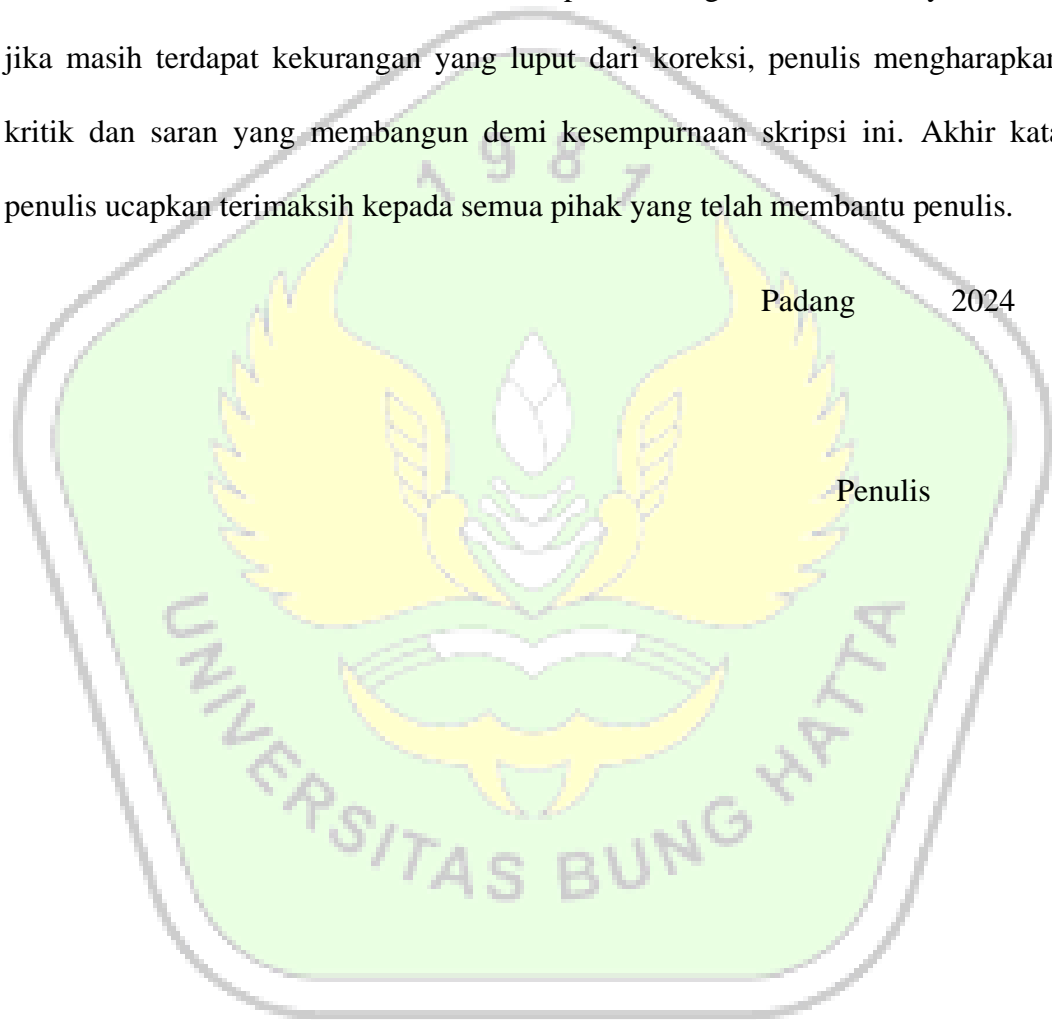 jika masih terdapat kekurangan yang luput dari koreksi, penulis mengharapkan
kritik dan saran yang membangun demi kesempurnaan skripsi ini. Akhir kata
penulis ucapkan terimaksih kepada semua pihak yang telah membantu penulis.
1981
Padang 2024
Penulis
UNIVERSITAS BUNG HATTA